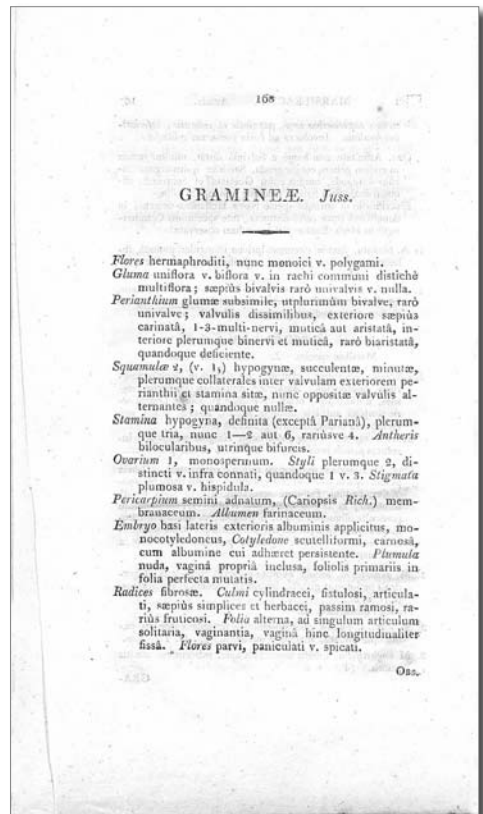 168
GRAMINEÆ. Juss.
Flores hermaphroditi, nunc monoici v. polygami.
Gluma uniflora v. biflora v. in rachi communi distichè
multiflora; sæpiùs bivalvis rarò univalvis v. nulla.
Perianthium glumæ subsimile, utplurimùm bivalve, rarò
univalve; valvulis dissimilibus, exteriore sæpiùs
carinatâ, 1-3-multi-nervi, muticâ aut aristatâ, in-
teriore plerumque binervi et muticâ, rarò biaristatâ,
quandoque deficiente.
Squamulæ 2, (v. 1,) hypogynæ, succulentæ, minutæ,
plerumque collaterales inter valvulam exteriorem pe-
rianthii et stamina sitæ, nunc oppositæ valvulis al-
ternantes; quandoque nullæ.
Stamina hypogyna, definita (exceptâ Parianâ), plerum-
que tria, nunc 1—2 aut 6, rariùsve 4. Antheris
bilocularibus, utrinque bifurcis.
Ovarium 1, monospermum. Styli plerumque 2, di-
stincti v. infra connati, quandoque 1 v. 3. Stigmata
plumosa v. hispidula.
Pericarpium semini adnatum, (Cariopsis Rich.) mem-
branaceum. Albumen farinaceum.
Embryo basi lateris exterioris albuminis applicitus, mo-
nocotyledoneus, Cotyledone scutelliformi, carnosâ,
cum albumine cui adhæret persistente. Plumula
nuda, vaginâ propriâ inclusa, foliolis primariis in
folia perfecta mutatis.
Radices fibrosæ. Culmi cylindracei, fistulosi, articula-
ti, sæpiùs simplices et herbacei, passim ramosi, ra-
riùs fruticosi. Folia alterna, ad singulum articulum
solitaria, vaginantia, vaginâ hinc longitudinaliter
fissâ. Flores parvi, paniculati v. spicati.
Obs.